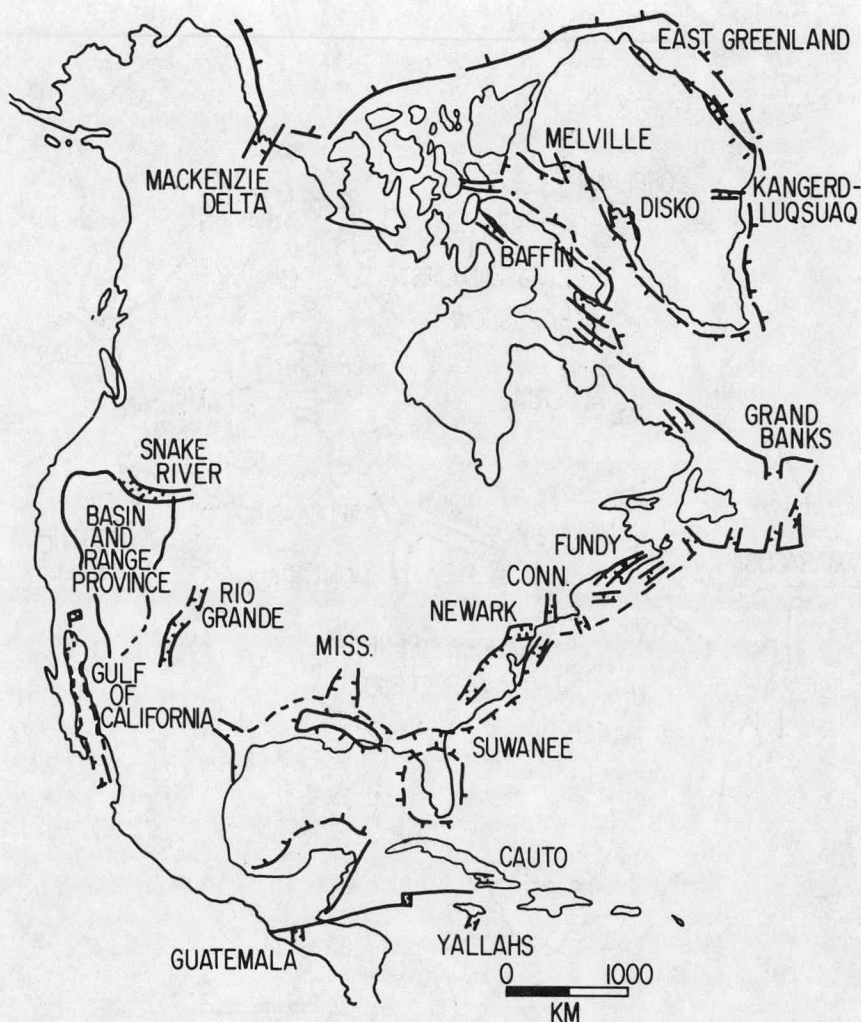 EAST GREENLAND
MELVILLE
MACKENZIE
DELTA
DISKO
KANGERD-
LUQSUAQ
BAFFIN
GRAND
BANKS
SNAKE
RIVER
BASIN
AND
RANGE
PROVINCE
FUNDY
CONN.
RIO
GRANDE
NEWARK
MISS.
GULF
OF
CALIFORNIA
SUWANEE
CAUTO
GUATEMALA
YALLAHS
0 1000
KM